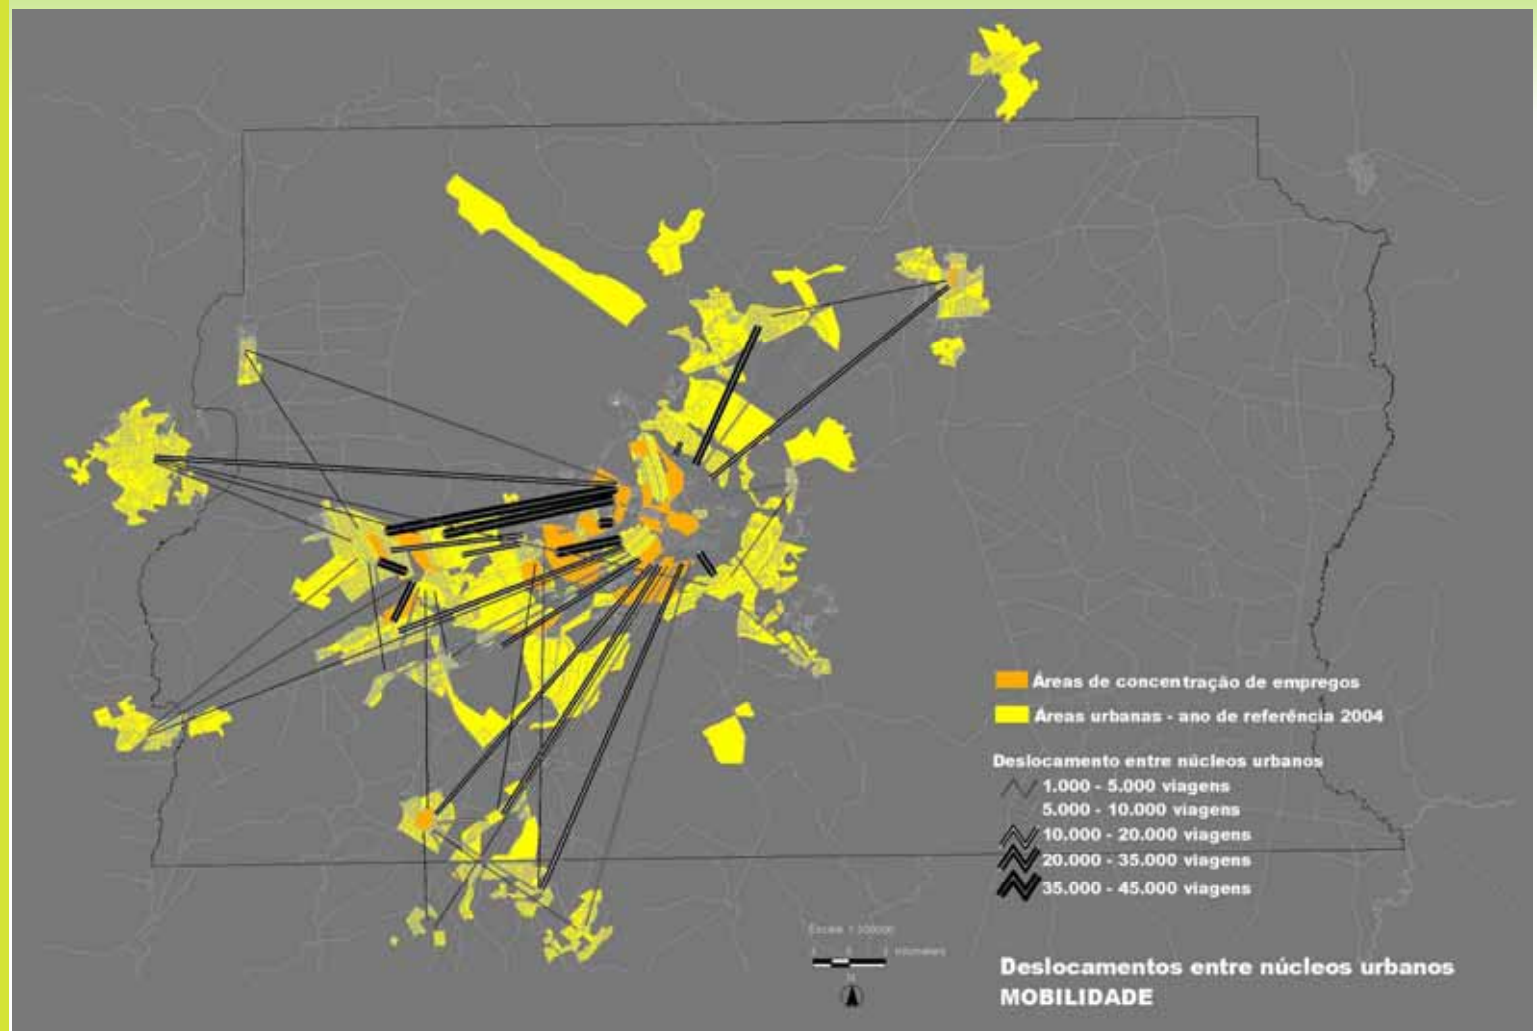 Áreas de concentração de empregos
Áreas urbanas - ano de referência 2004
Deslocamento entre núcleos urbanos
1.000 - 5.000 viagens
5.000 - 10.000 viagens
10.000 - 20.000 viagens
20.000 - 35.000 viagens
35.000 - 45.000 viagens
Escala
N
Deslocamentos entre núcleos urbanos
MOBILIDADE